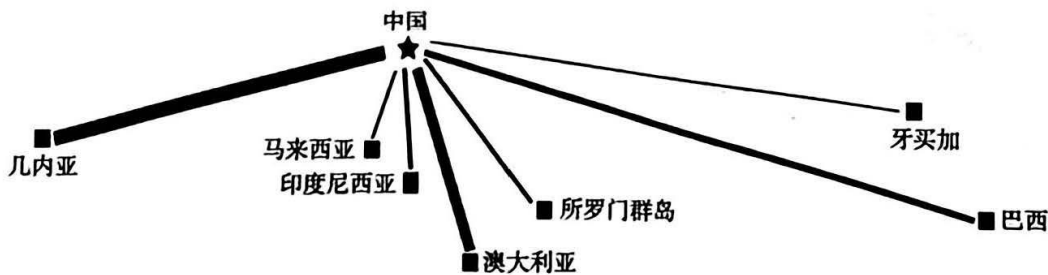 中国
牙买加
几内亚
马来西亚
印度尼西亚
所罗门群岛
巴西
澳大利亚